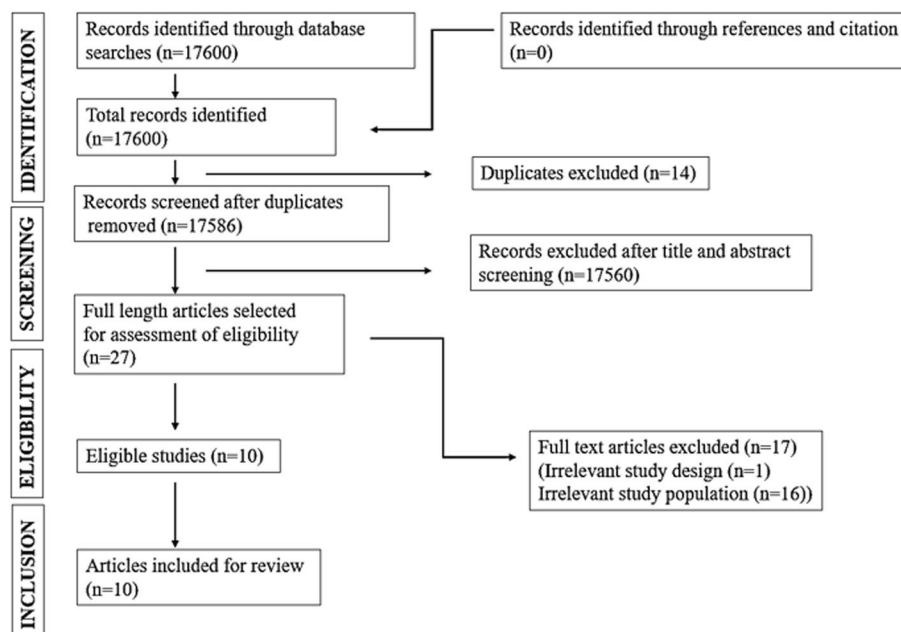 IDENTIFICATION
Records identified through database
searches (n=17600)
Records identified through references and citation
(n=0)
Total records identified
(n=17600)
Duplicates excluded (n=14)
SCREENING
Records screened after duplicates
removed (n=17586)
Records excluded after title and abstract
screening (n=17560)
Full length articles selected
for assessment of eligibility
(n=27)
ELIGIBILITY
Eligible studies (n=10)
Full text articles excluded (n=17)
(Irrelevant study design (n=1)
Irrelevant study population (n=16))
INCLUSION
Articles included for review
(n=10)